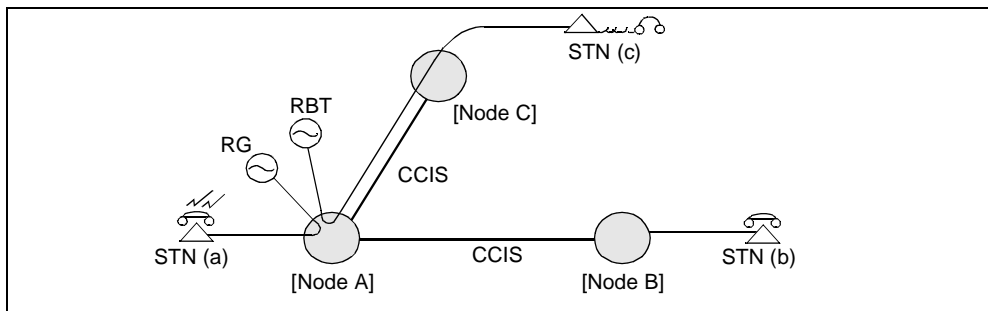 STN (c)
[Node C]
RBT
RG
CCIS
STN (a)
[Node A]
CCIS
[Node B]
STN (b)